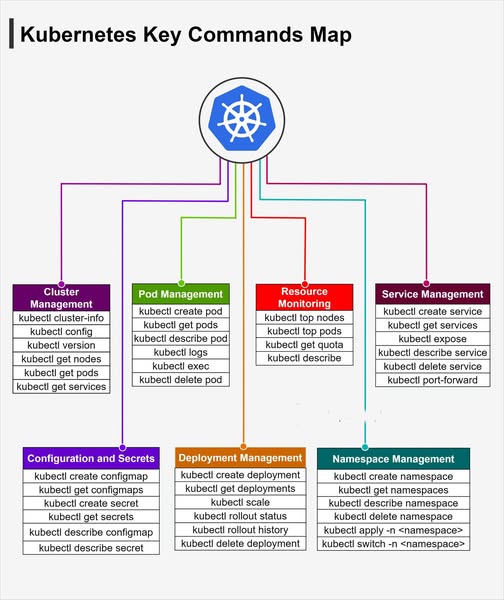 Kubernetes Key Commands Map
Cluster
Management
kubectl cluster-info
kubectl config
kubectl version
kubectl get nodes
kubectl get pods
kubectl get services
Pod Management
kubectl create pod
kubectl get pods
kubectl describe pod
kubectl logs
kubectl exec
kubectl delete pod
Resource
Monitoring
kubectl top nodes
kubectl top pods
kubectl get quota
kubectl describe
Service Management
kubectl create service
kubectl get services
kubectl expose
kubectl describe service
kubectl delete service
kubectl port-forward
Configuration and Secrets
kubectl create configmap
kubectl get configmaps
kubectl create secret
kubectl get secrets
kubectl describe configmap
kubectl describe secret
Deployment Management
kubectl create deployment
kubectl get deployments
kubectl scale
kubectl rollout status
kubectl rollout history
kubectl delete deployment
Namespace Management
kubectl create namespace
kubectl get namespaces
kubectl describe namespace
kubectl delete namespace
kubectl apply -n <namespace>
kubectl switch -n <namespace>